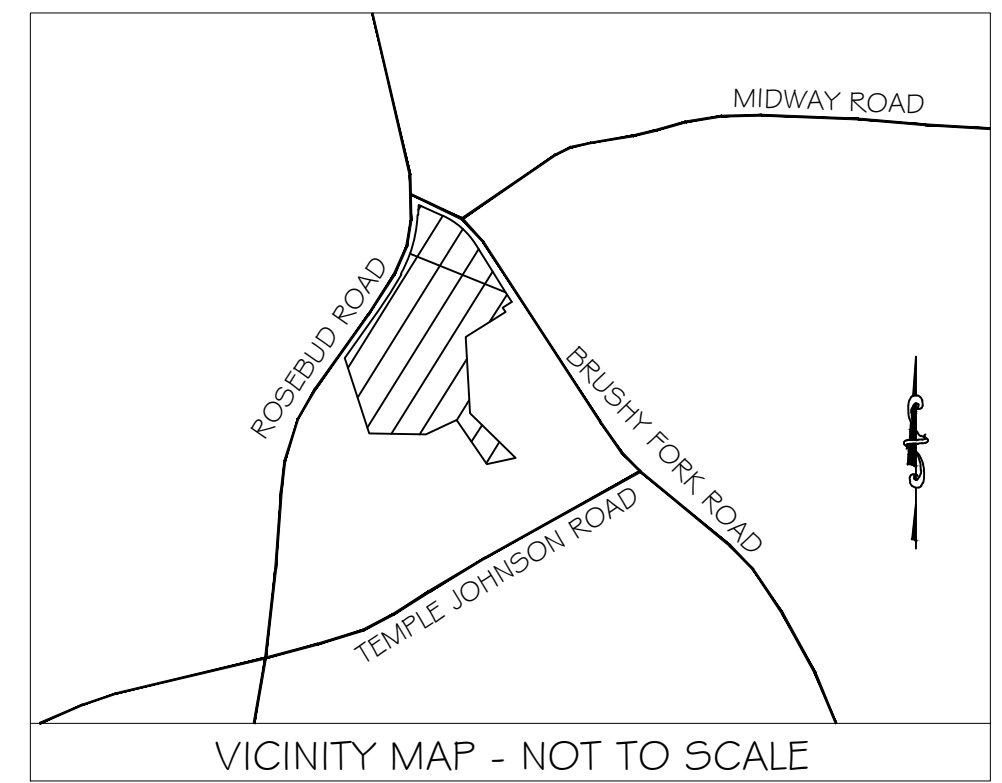 MIDWAY ROAD
ROSEBUD ROAD
BRUSHY FORK ROAD
TEMPLE JOHNSON ROAD
VICINITY MAP - NOT TO SCALE